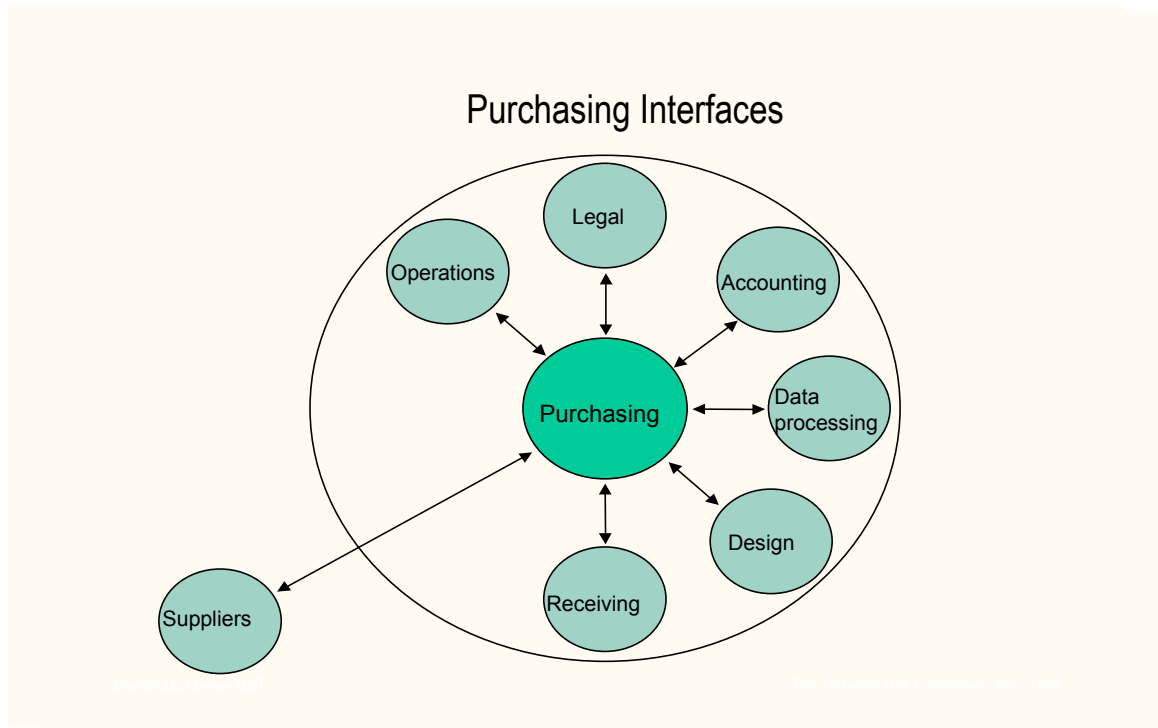 Purchasing Interfaces
Legal
Operations
Accounting
Data
processing
Purchasing
Design
Receiving
Suppliers